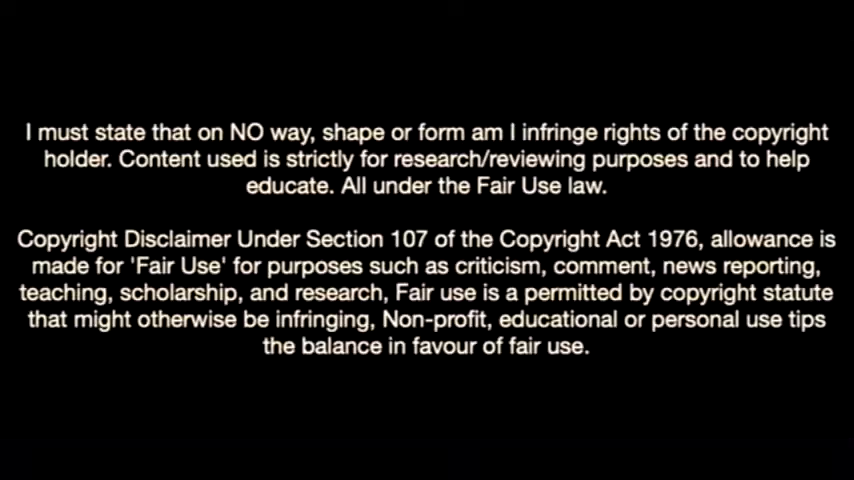 I must state that on NO way, shape or form am I infringe rights of the copyright
holder. Content used is strictly for research/reviewing purposes and to help
educate. All under the Fair Use law.
Copyright Disclaimer Under Section 107 of the Copyright Act 1976, allowance is
made for 'Fair Use' for purposes such as criticism, comment, news reporting,
teaching, scholarship, and research, Fair use is a permitted by copyright statute
that might otherwise be infringing, Non-profit, educational or personal use tips
the balance in favour of fair use.